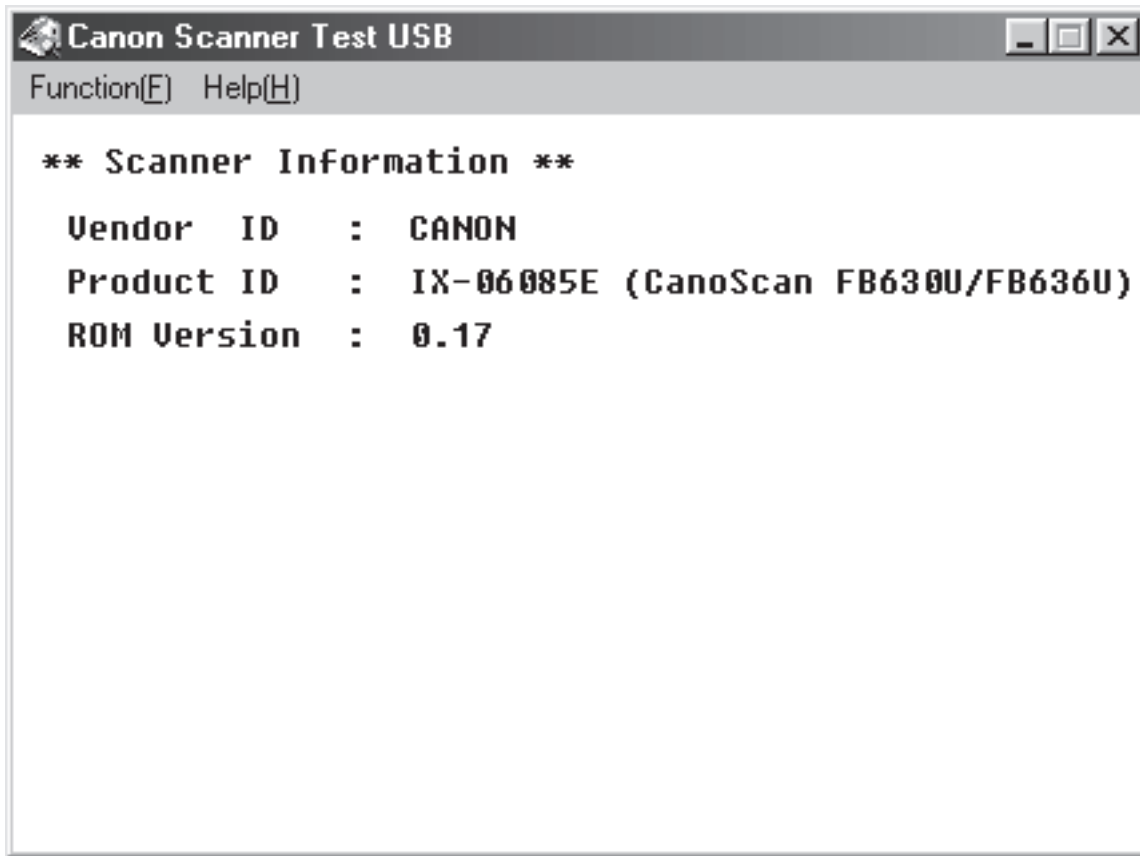 Canon Scanner Test USB
Function(F) Help(H)
** Scanner Information **
Vendor ID : CANON
Product ID : IX-06085E (CanoScan FB630U/FB636U)
ROM Version : 0.17